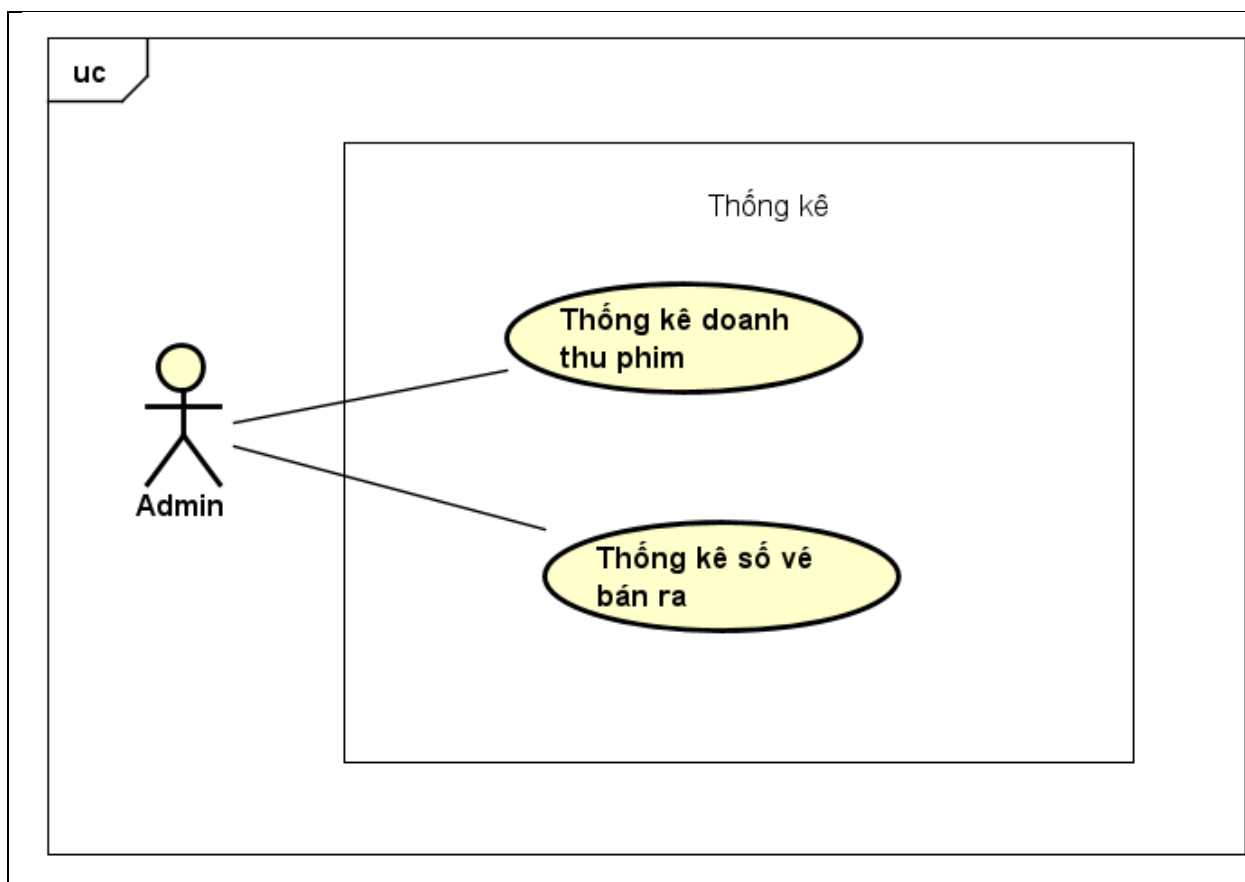 uc
Thống kê
Thống kê doanh
thu phim
Admin
Thống kê số vé
bán ra